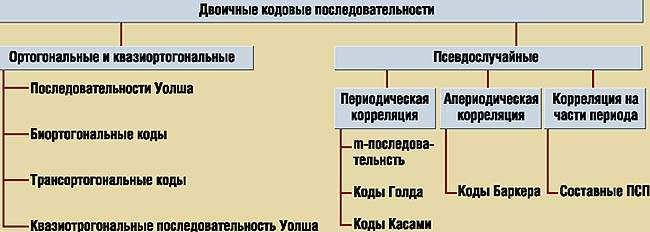 Двоичные кодовые последовательности
Ортогональные и квазиортогональные
Псевдослучайные
Последовательности Уолша
Биортогональные коды
Трансортогональные коды
Квазиотрогональные последовательность Уолша
Периодическая
корреляция
m-последова-
тельнсть
Коды Голда
Коды Касами
Апериодическая
корреляция
Коды Баркера
Корреляция на
части периода
Составные ПСП